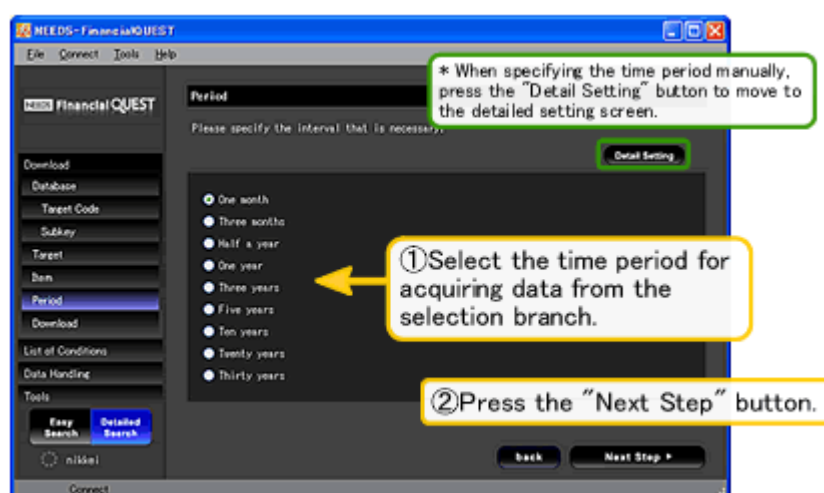 NEEDS-FinancialQUEST
File Connect Tools Help
* When specifying the time period manually,
press the "Detail Setting" button to move to
the detailed setting screen.
NEEDS Financial QUEST
Period
Please specify the interval that is necessary.
Detail Setting
Download
Database
Target Code
Subkey
Target
Item
Period
Download
List of Conditions
Data Handling
Tools
Easy Search
Detailed Search
nikkei
One month
Three months
Half a year
One year
Three years
Five years
Ten years
Twenty years
Thirty years
①Select the time period for
acquiring data from the
selection branch.
②Press the "Next Step" button.
back
Next Step
Connect